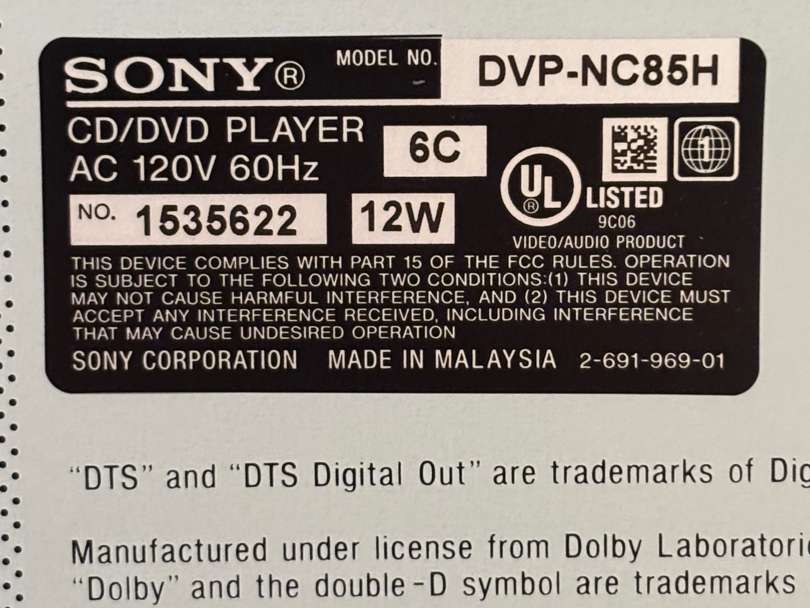 SONY® MODEL NO. DVP-NC85H
CD/DVD PLAYER 6C
AC 120V 60Hz
NO. 1535622 12W
UL ® LISTED 1
9C06
VIDEO/AUDIO PRODUCT
THIS DEVICE COMPLIES WITH PART 15 OF THE FCC RULES. OPERATION
IS SUBJECT TO THE FOLLOWING TWO CONDITIONS:(1) THIS DEVICE
MAY NOT CAUSE HARMFUL INTERFERENCE, AND (2) THIS DEVICE MUST
ACCEPT ANY INTERFERENCE RECEIVED, INCLUDING INTERFERENCE
THAT MAY CAUSE UNDESIRED OPERATION
SONY CORPORATION MADE IN MALAYSIA 2-691-969-01
“DTS” and “DTS Digital Out” are trademarks of Dig
Manufactured under license from Dolby Laboratori
“Dolby” and the double-D symbol are trademarks